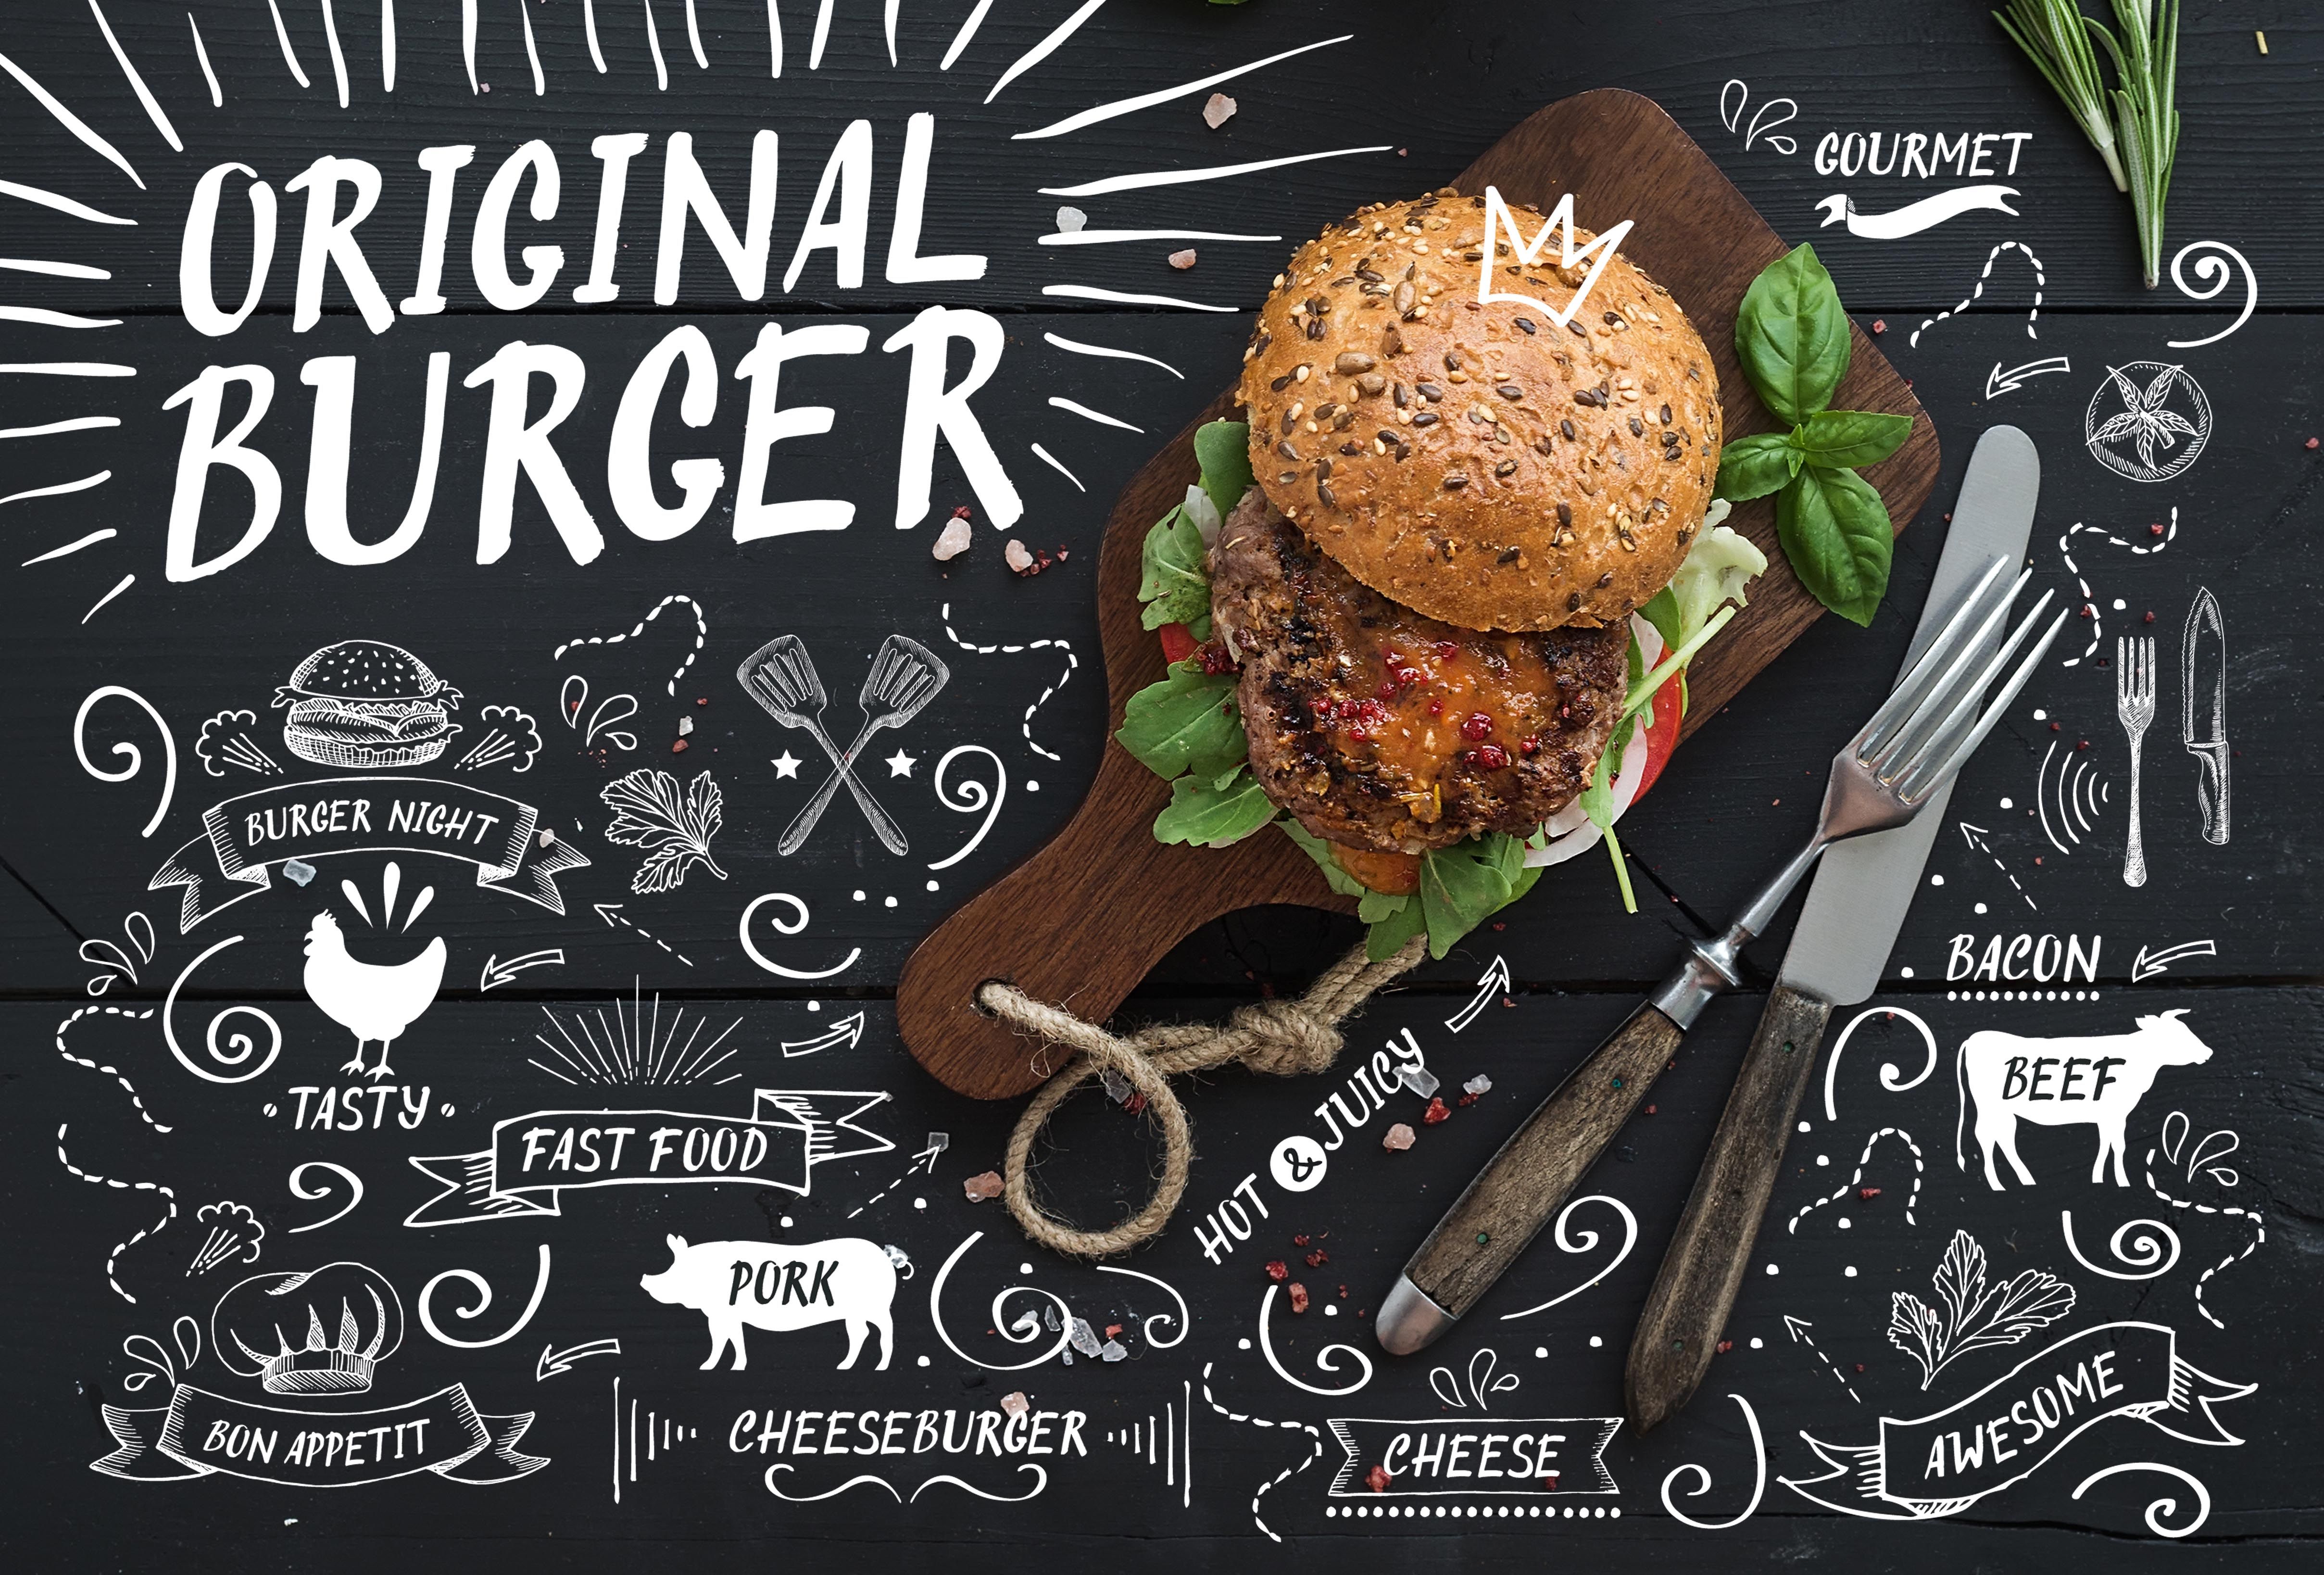 ORIGINAL
BURGER
GOURMET
BURGER NIGHT
TASTY
FAST FOOD
PORK
BON APPETIT
CHEESEBURGER
HOT & JUICY
CHEESE
BACON
BEEF
AWESOME